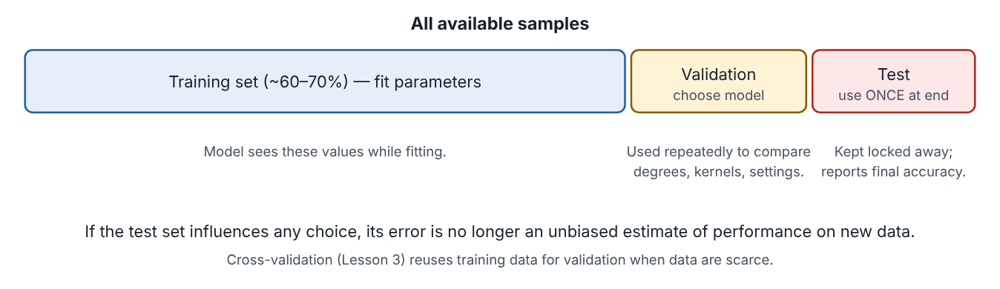 All available samples
Training set (~60–70%) — fit parameters
Validation
choose model
Test
use ONCE at end
Model sees these values while fitting.
Used repeatedly to compare
degrees, kernels, settings.
Kept locked away;
reports final accuracy.
If the test set influences any choice, its error is no longer an unbiased estimate of performance on new data.
Cross-validation (Lesson 3) reuses training data for validation when data are scarce.